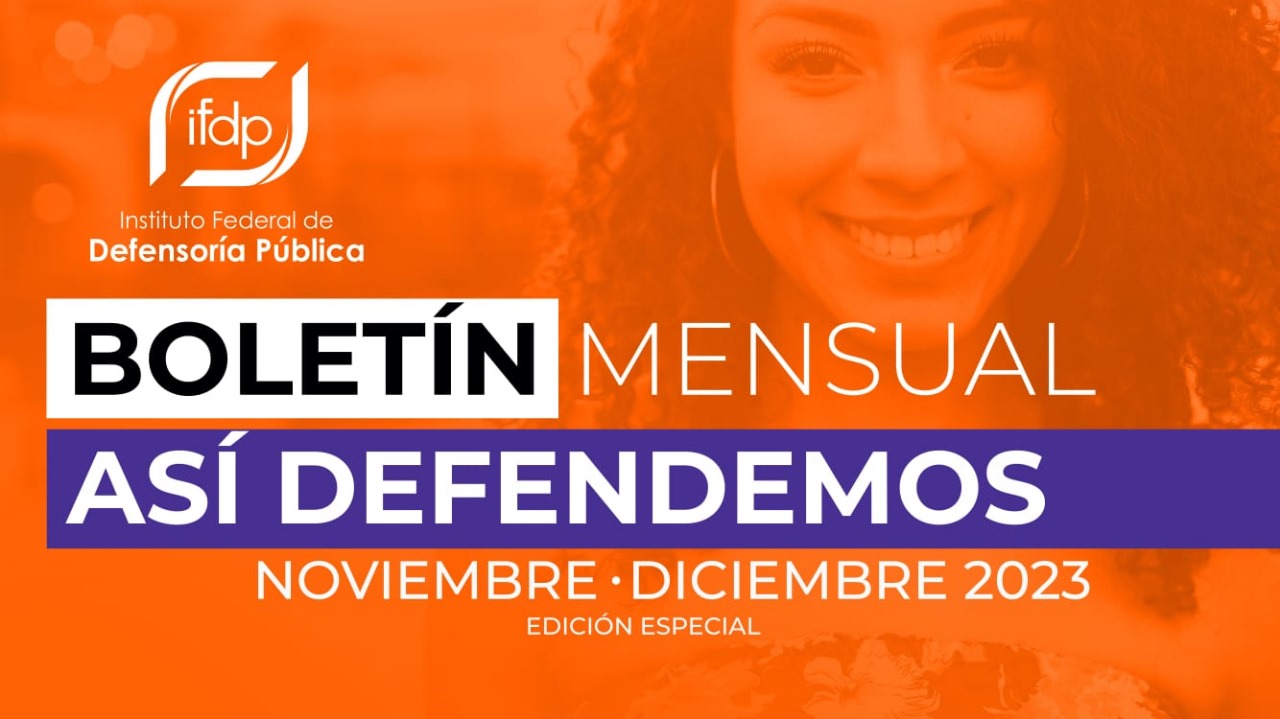 ifdp
Instituto Federal de
Defensoría Pública
BOLETÍN MENSUAL
ASÍ DEFENDEMOS
NOVIEMBRE·DICIEMBRE 2023
EDICIÓN ESPECIAL